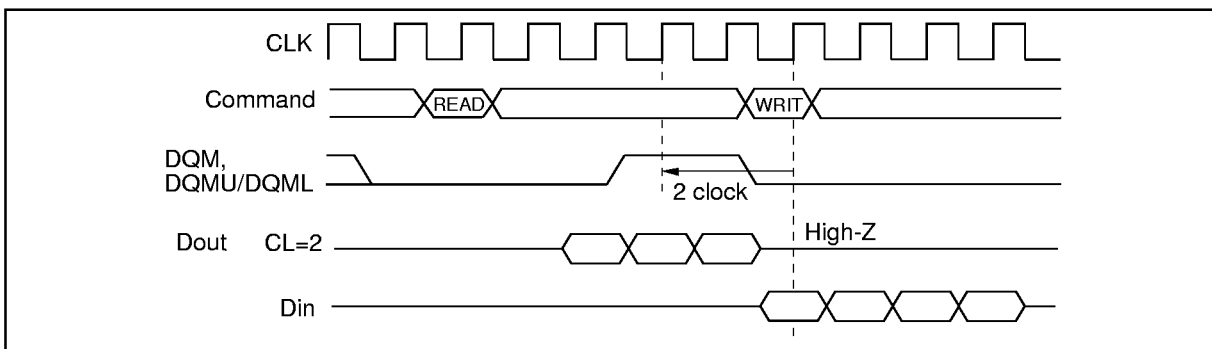 CLK
Command READ WRIT
DQM,
DQMU/DQML
2 clock
Dout CL=2 High-Z
Din